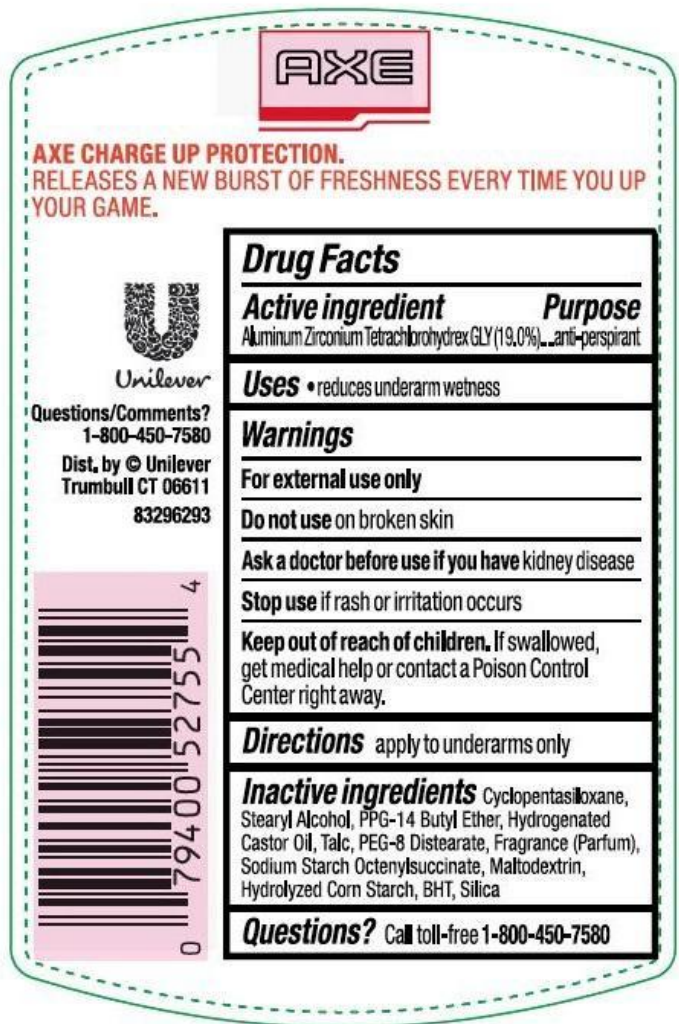 AXE
AXE CHARGE UP PROTECTION.
RELEASES A NEW BURST OF FRESHNESS EVERY TIME YOU UP
YOUR GAME.
Unilever
Questions/Comments?
1-800-450-7580
Dist. by © Unilever
Trumbull CT 06611
83296293
0 79400 52755 4
Drug Facts
Active ingredient Purpose
Aluminum Zirconium Tetrachlorohydrex GLY (19.0%)...anti-perspirant
Uses • reduces underarm wetness
Warnings
For external use only
Do not use on broken skin
Ask a doctor before use if you have kidney disease
Stop use if rash or irritation occurs
Keep out of reach of children. If swallowed,
get medical help or contact a Poison Control
Center right away.
Directions apply to underarms only
Inactive ingredients Cyclopentasiloxane,
Stearyl Alcohol, PPG-14 Butyl Ether, Hydrogenated
Castor Oil, Talc, PEG-8 Distearate, Fragrance (Parfum),
Sodium Starch Octenylsuccinate, Maltodextrin,
Hydrolyzed Corn Starch, BHT, Silica
Questions? Call toll-free 1-800-450-7580